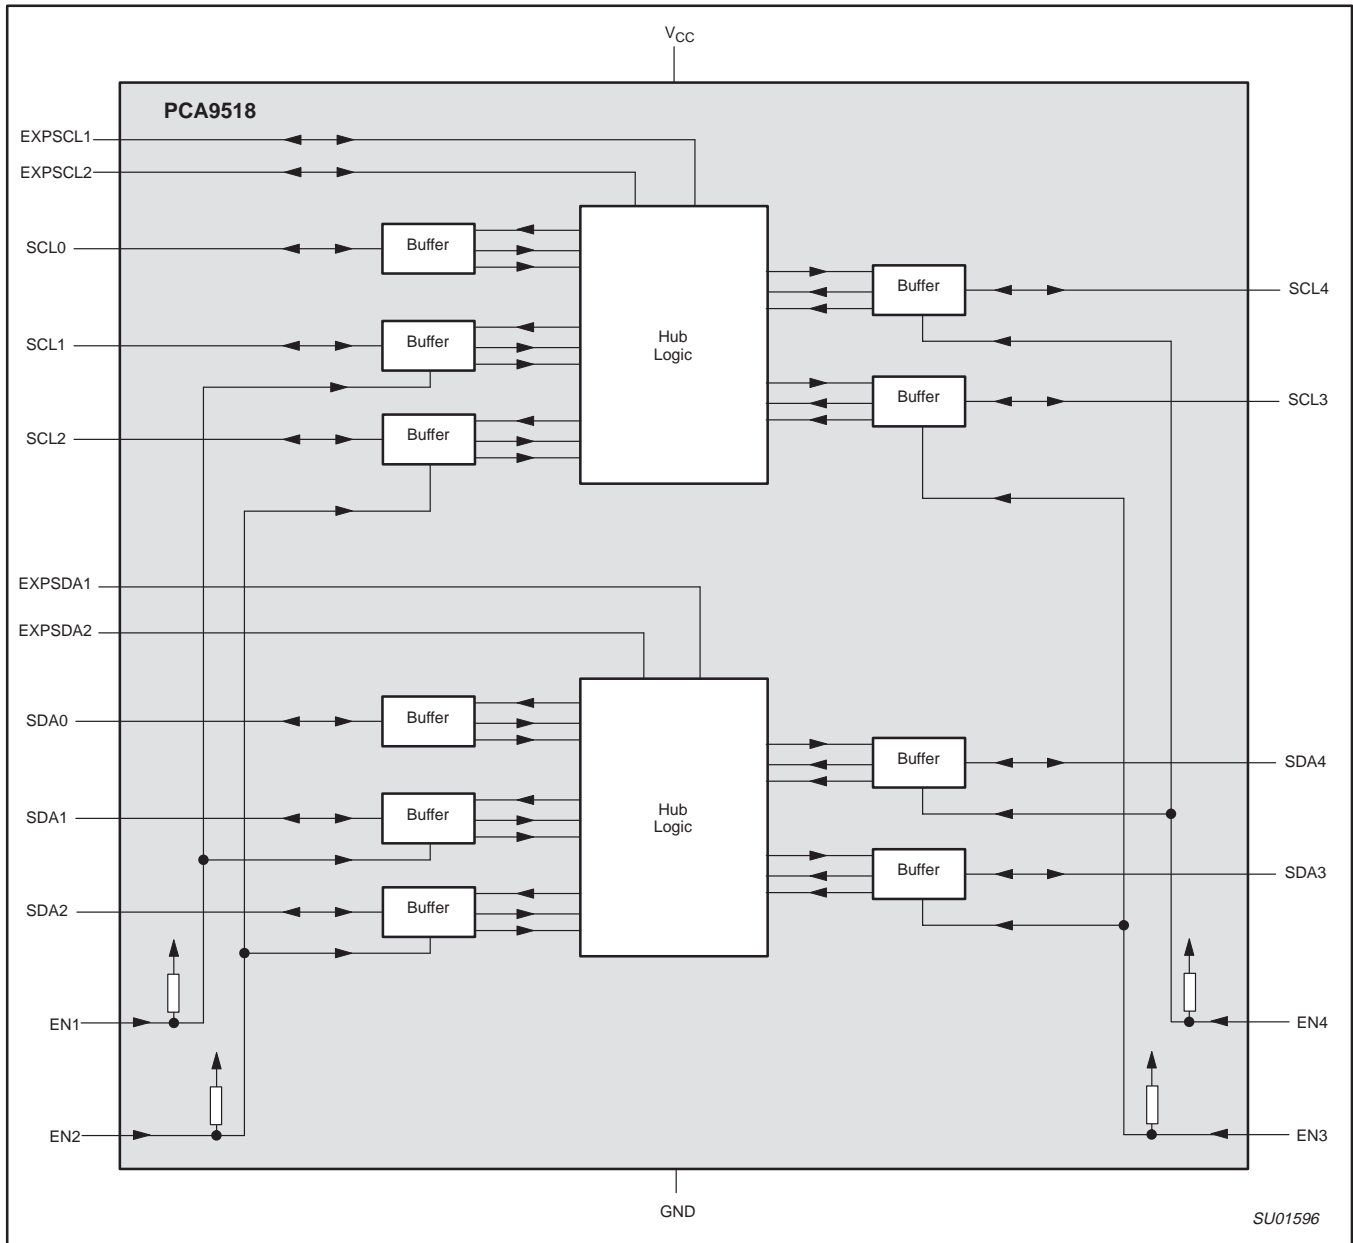 VCC
PCA9518
EXPSCL1
EXPSCL2
SCL0
Buffer
SCL1
Buffer
SCL2
Buffer
Hub
Logic
Buffer
SCL4
Buffer
SCL3
EXPSDA1
EXPSDA2
SDA0
Buffer
SDA1
Buffer
SDA2
Buffer
Hub
Logic
Buffer
SDA4
Buffer
SDA3
EN1
EN2
EN4
EN3
GND
SU01596